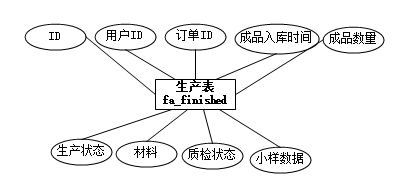 ID
用户ID
订单ID
成品入库时间
成品数量
生产表
fa_finished
生产状态
材料
质检状态
小样数据